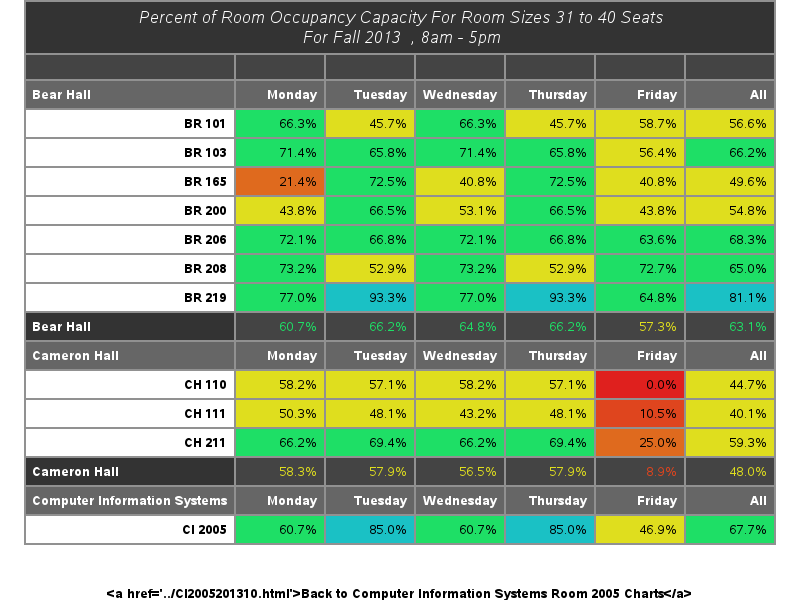 Percent of Room Occupancy Capacity For Room Sizes 31 to 40 Seats
For Fall 2013 , 8am - 5pm
Bear Hall Monday Tuesday Wednesday Thursday Friday All
BR 101 66.3% 45.7% 66.3% 45.7% 58.7% 56.6%
BR 103 71.4% 65.8% 71.4% 65.8% 56.4% 66.2%
BR 165 21.4% 72.5% 40.8% 72.5% 40.8% 49.6%
BR 200 43.8% 66.5% 53.1% 66.5% 43.8% 54.8%
BR 206 72.1% 66.8% 72.1% 66.8% 63.6% 68.3%
BR 208 73.2% 52.9% 73.2% 52.9% 72.7% 65.0%
BR 219 77.0% 93.3% 77.0% 93.3% 64.8% 81.1%
Bear Hall 60.7% 66.2% 64.8% 66.2% 57.3% 63.1%
Cameron Hall Monday Tuesday Wednesday Thursday Friday All
CH 110 58.2% 57.1% 58.2% 57.1% 0.0% 44.7%
CH 111 50.3% 48.1% 43.2% 48.1% 10.5% 40.1%
CH 211 66.2% 69.4% 66.2% 69.4% 25.0% 59.3%
Cameron Hall 58.3% 57.9% 56.5% 57.9% 8.9% 48.0%
Computer Information Systems Monday Tuesday Wednesday Thursday Friday All
CI 2005 60.7% 85.0% 60.7% 85.0% 46.9% 67.7%
<a href='../CI2005201310.html'>Back to Computer Information Systems Room 2005 Charts</a>